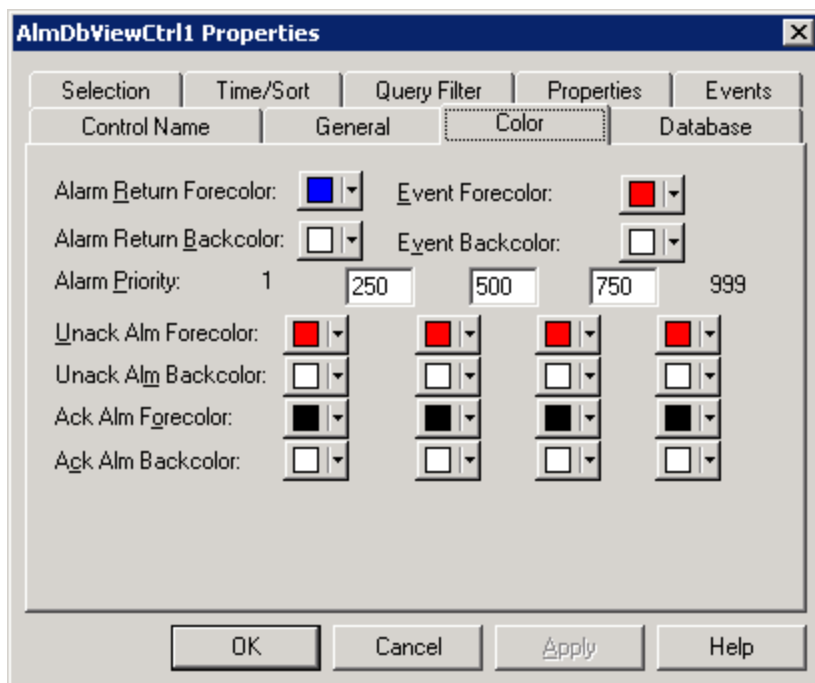 AlmDbViewCtrl1 Properties
Selection Time/Sort Query Filter Properties Events
Control Name General Color Database
Alarm Return Forecolor: Event Forecolor:
Alarm Return Backcolor: Event Backcolor:
Alarm Priority: 1 250 500 750 999
Unack Alm Forecolor:
Unack Alm Backcolor:
Ack Alm Forecolor:
Ack Alm Backcolor:
OK Cancel Apply Help